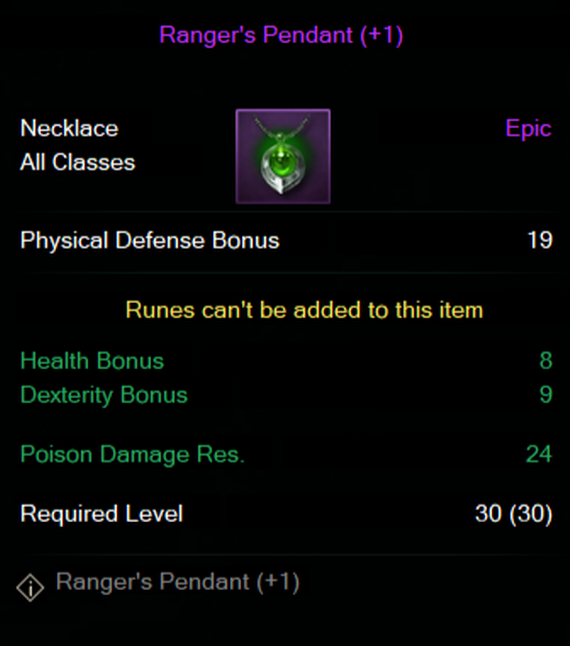 Ranger's Pendant (+1)
Necklace Epic
All Classes
Physical Defense Bonus 19
Runes can't be added to this item
Health Bonus 8
Dexterity Bonus 9
Poison Damage Res. 24
Required Level 30 (30)
Ranger's Pendant (+1)